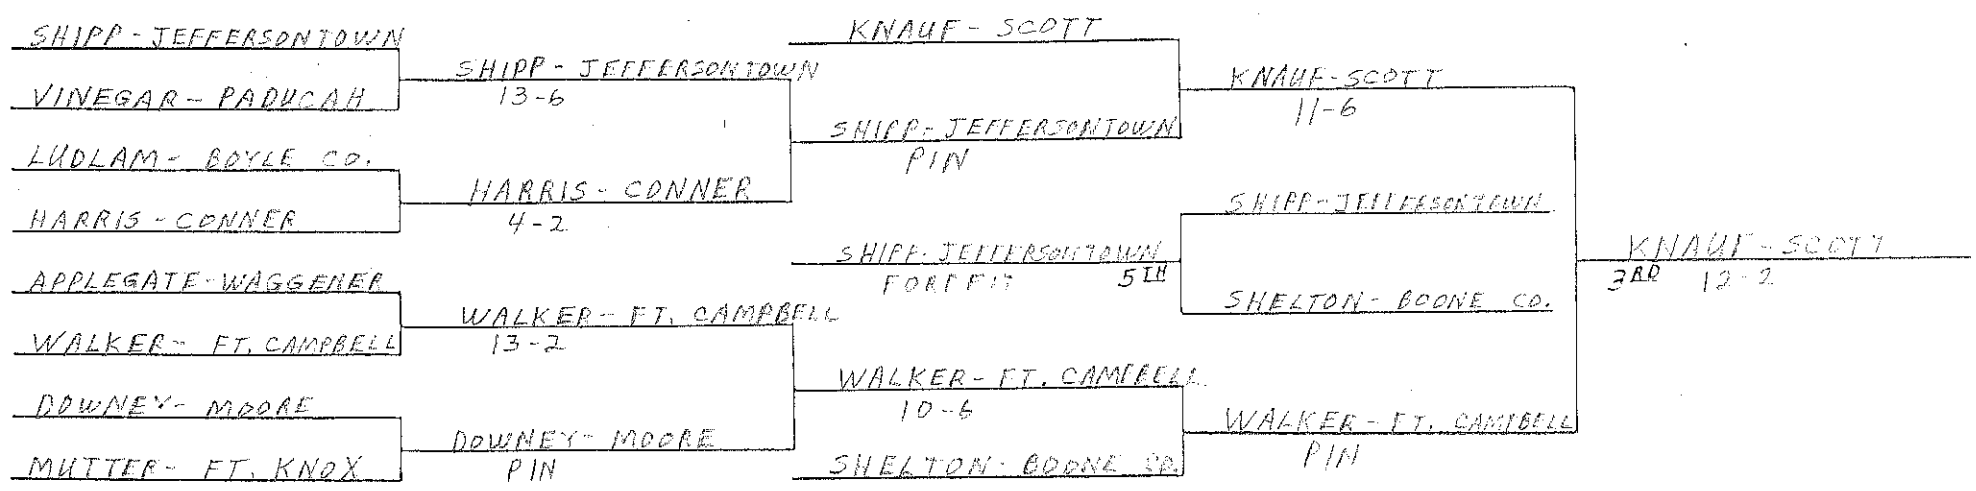 SHIPP - JEFFERSONTOWN
VINEGAR - PADUCAH
LUDLAM - BOYLE CO.
HARRIS - CONNER
APPLEGATE - WAGGENER
WALKER - FT. CAMPBELL
DOWNEY - MOORE
MUTTER - FT. KNOX
SHIPP - JEFFERSONTOWN
13-6
HARRIS - CONNER
4-2
WALKER - FT. CAMPBELL
13-2
DOWNEY - MOORE
PIN
KNAUF - SCOTT
SHIPP - JEFFERSONTOWN
PIN
SHIPP - JEFFERSONTOWN
FORFEIT 5TH
WALKER - FT. CAMPBELL
10-6
SHELTON - BOONE CO.
KNAUF - SCOTT
11-6
SHIPP - JEFFERSONTOWN
SHELTON - BOONE CO.
WALKER - FT. CAMPBELL
PIN
KNAUF - SCOTT
3RD 12-2